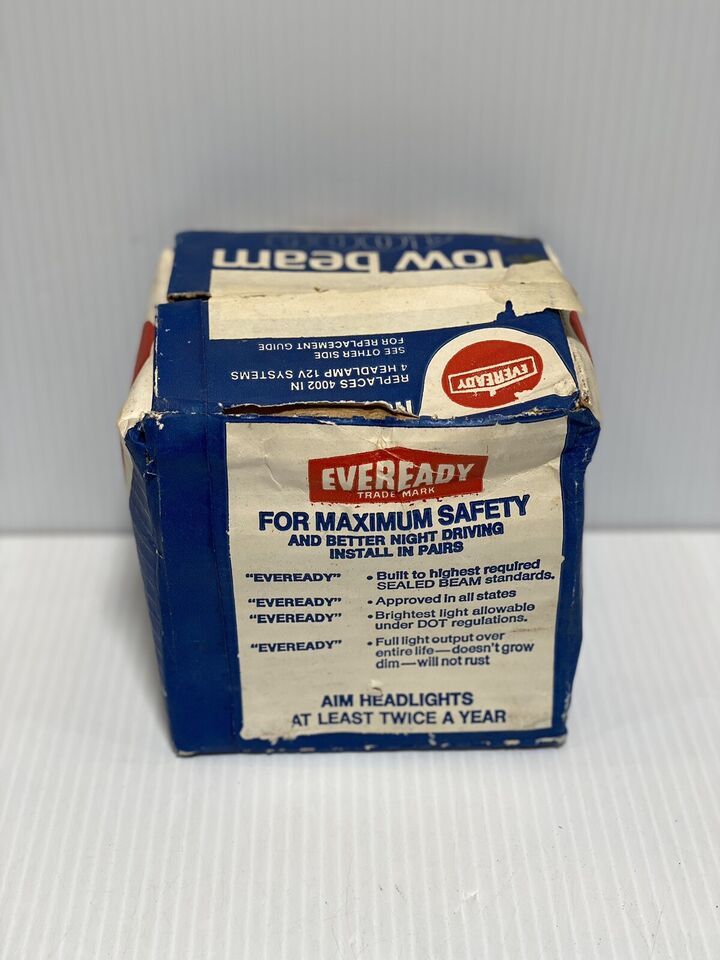 low beam
REPLACES 4002 IN
4 HEADLAMP 12V SYSTEMS
SEE OTHER SIDE
FOR REPLACEMENT GUIDE
EVEREADY
EVEREADY
TRADE MARK
FOR MAXIMUM SAFETY
AND BETTER NIGHT DRIVING
INSTALL IN PAIRS
"EVEREADY" • Built to highest required
SEALED BEAM standards.
"EVEREADY" • Approved in all states
"EVEREADY" • Brightest light allowable
under DOT regulations.
"EVEREADY" • Full light output over
entire life—doesn't grow
dim—will not rust
AIM HEADLIGHTS
AT LEAST TWICE A YEAR